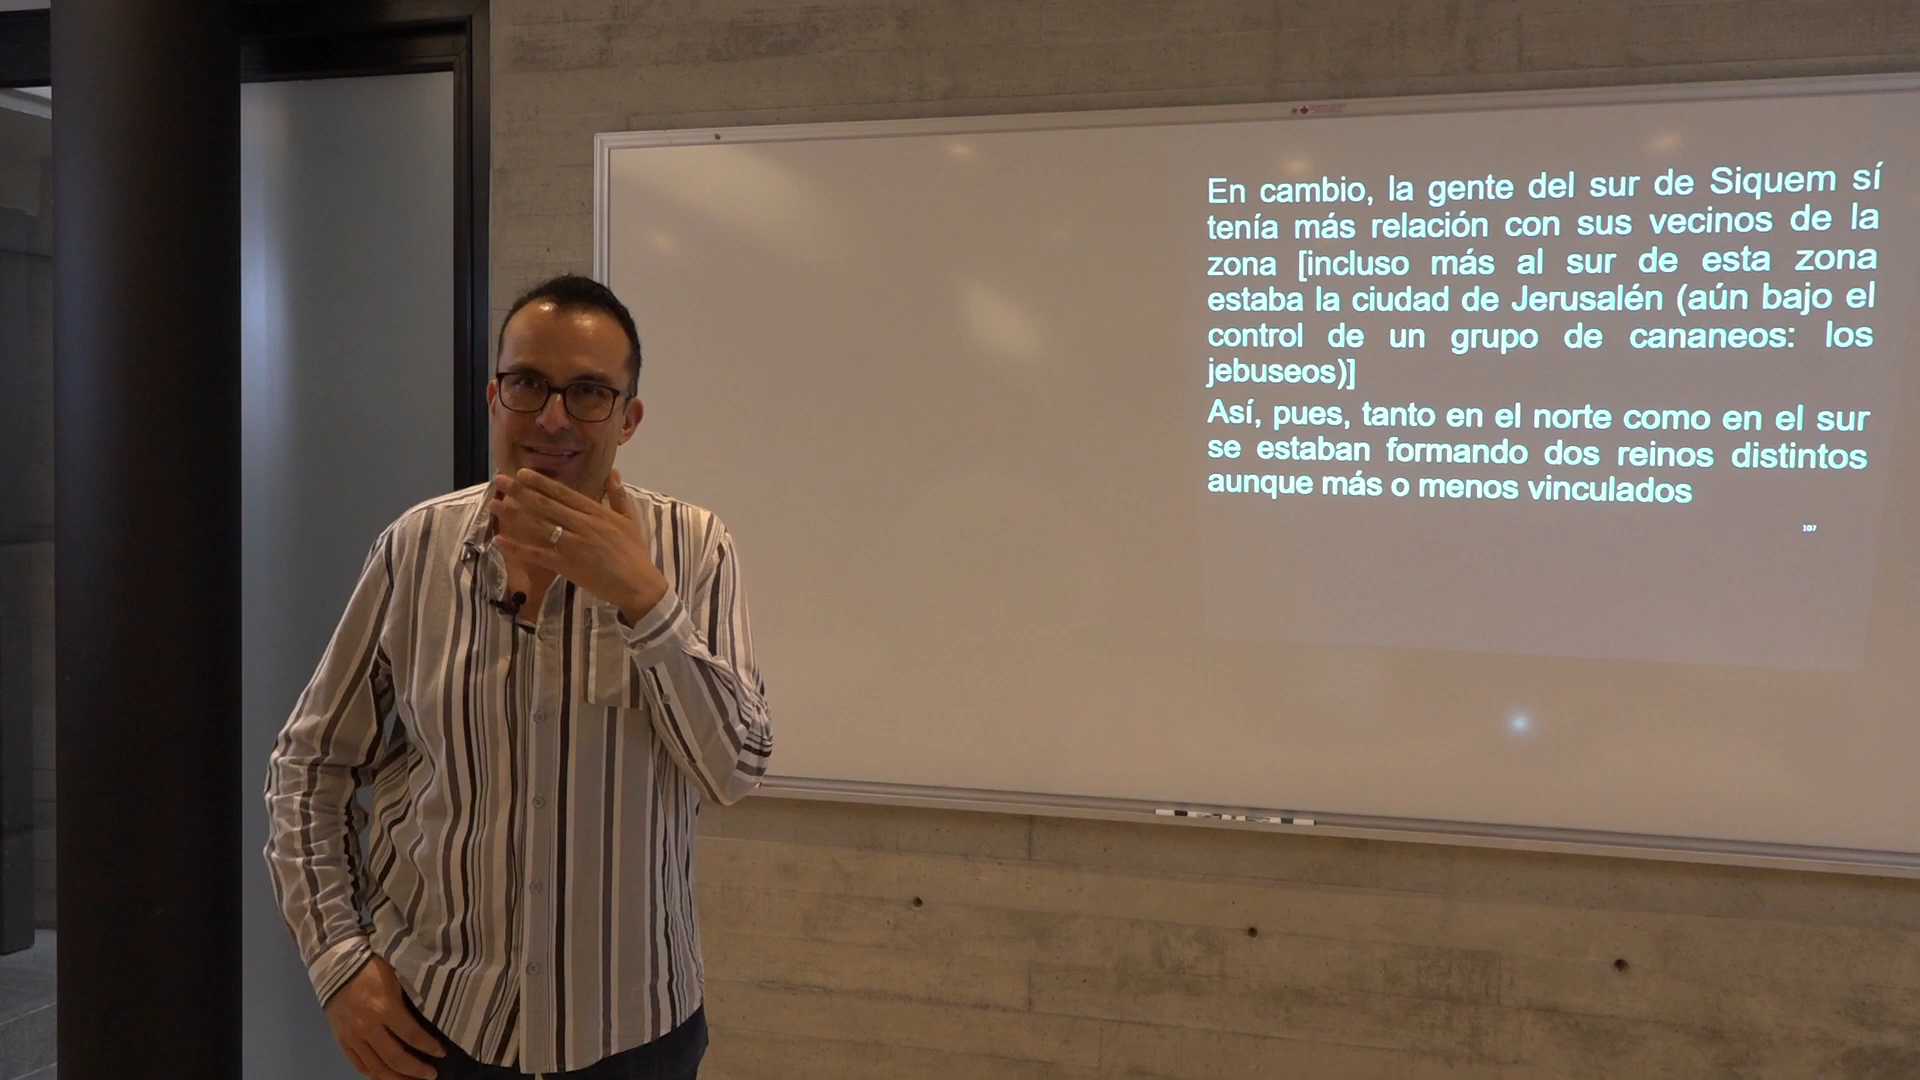 En cambio, la gente del sur de Siquem sí
tenía más relación con sus vecinos de la
zona [incluso más al sur de esta zona
estaba la ciudad de Jerusalén (aún bajo el
control de un grupo de cananeos: los
jebuseos)]
Así, pues, tanto en el norte como en el sur
se estaban formando dos reinos distintos
aunque más o menos vinculados
107